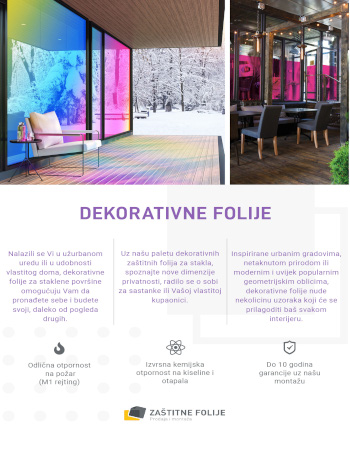 DEKORATIVNE FOLIJE
Nalazili se Vi u užurbanom
uredu ili u udobnosti
vlastitog doma, dekorativne
folije za staklene površine
omogućuju Vam da
pronađete sebe i budete
svoji, daleko od pogleda
drugih.
Uz našu paletu dekorativnih
zaštitnih folija za stakla,
spoznajte nove dimenzije
privatnosti, radilo se o sobi
za sastanke ili Vašoj vlastitoj
kupaonici.
Inspirirane urbanim gradovima,
netaknutom prirodom ili
modernim i uvijek popularnim
geometrijskim oblicima,
dekorativne folije nude
nekolicinu uzoraka koji će se
prilagoditi baš svakom
interijeru.
Odlična otpornost
na požar
(M1 rejting)
Izvrsna kemijska
otpornost na kiseline i
otapala
Do 10 godina
garancije uz našu
montažu
ZAŠTITNE FOLIJE
Prodaja i montaža